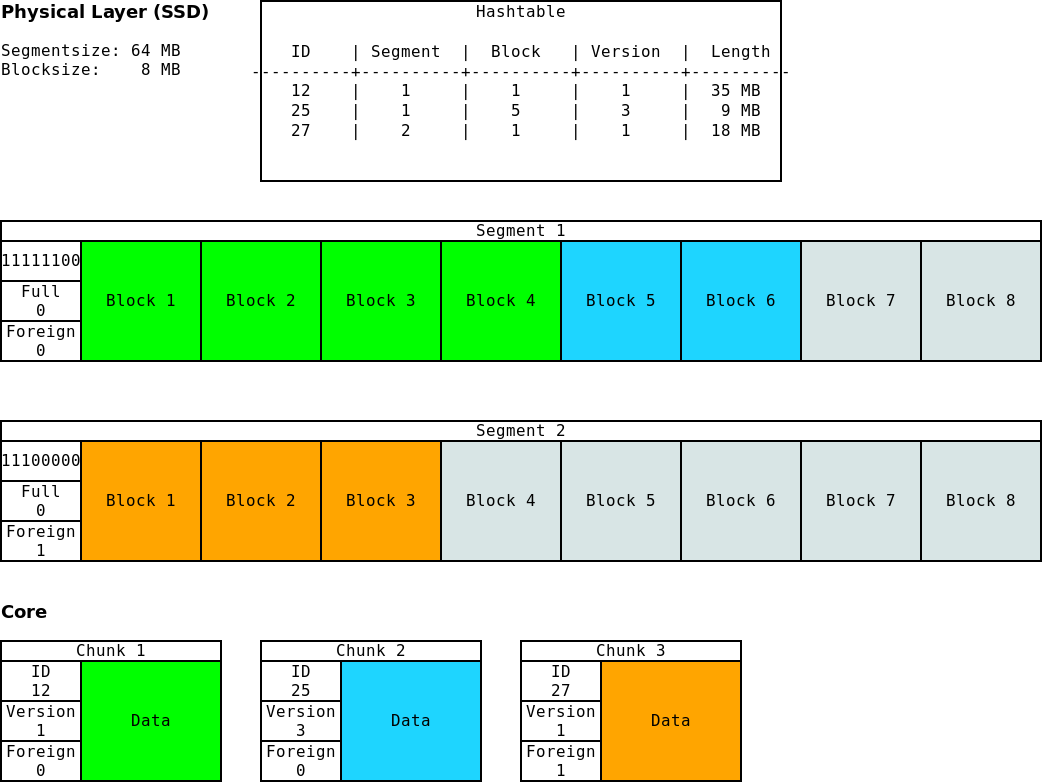 Physical Layer (SSD)
Segmentsize: 64 MB
Blocksize: 8 MB
Hashtable
ID | Segment | Block | Version | Length
----------+----------+----------+----------+----------
12 | 1 | 1 | 1 | 35 MB
25 | 1 | 5 | 3 | 9 MB
27 | 2 | 1 | 1 | 18 MB
Segment 1
11111100
Full
0
Foreign
0
Block 1 Block 2 Block 3 Block 4 Block 5 Block 6 Block 7 Block 8
Segment 2
11100000
Full
0
Foreign
1
Block 1 Block 2 Block 3 Block 4 Block 5 Block 6 Block 7 Block 8
Core
Chunk 1
ID
12
Version
1
Foreign
0
Data
Chunk 2
ID
25
Version
3
Foreign
0
Data
Chunk 3
ID
27
Version
1
Foreign
1
Data